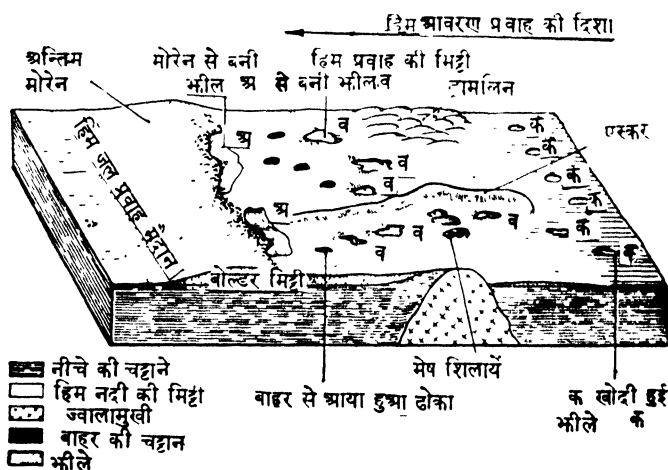 हिम आवरण प्रवाह की दिशा
अन्तिम मोरेन
मोरेन से बनी झील अ
हिम प्रवाह की मिट्टी से बनी झील व
ड्रामलिन
एस्कर
हिम जल प्रवाह मैदान
अ
व
क
क
व
क
व
क
क
अ
व
व
व
क
क
क
बोल्डर मिट्टी
मेष शिलायें
बाहर से आया हुआ ढोका
क खोदी हुई
झीले क
नीचे की चट्टाने
हिम नदी की मिट्टी
ज्वालामुखी
बाहर की चट्टान
झीले